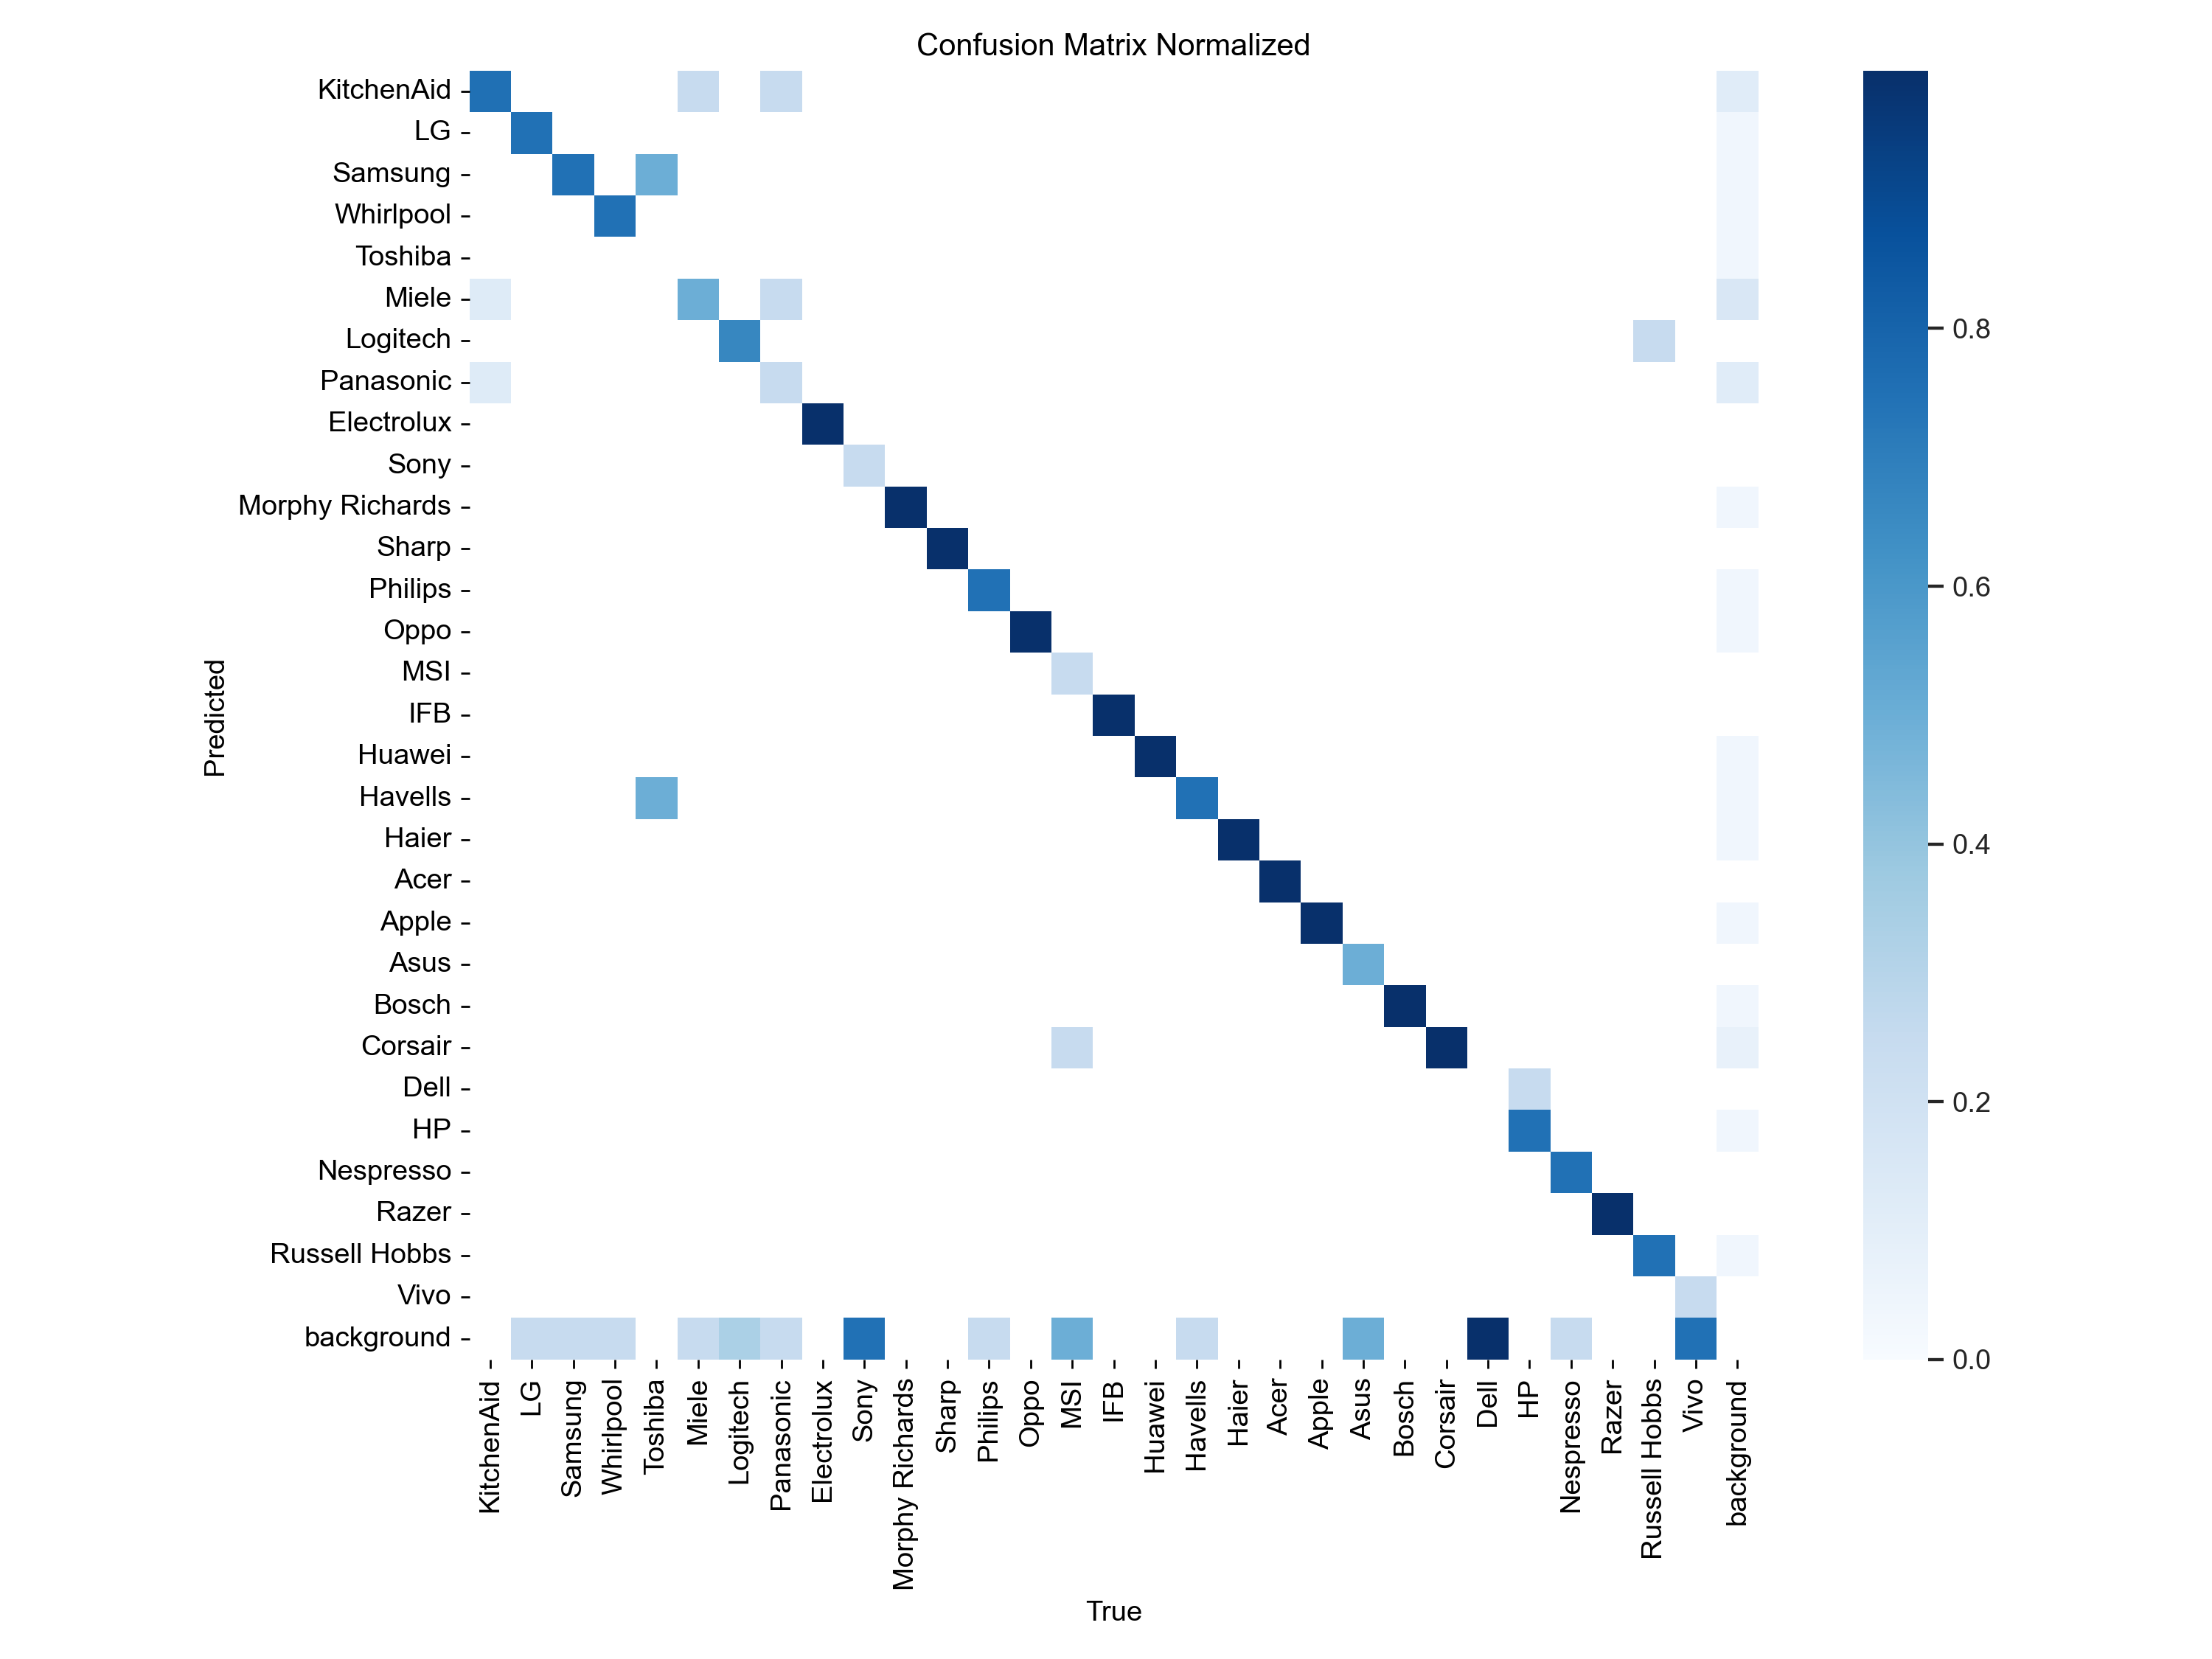 Confusion Matrix Normalized
KitchenAid
LG
Samsung
Whirlpool
Toshiba
Miele
Logitech
Panasonic
Electrolux
Sony
Morphy Richards
Sharp
Philips
Oppo
MSI
IFB
Huawei
Havells
Haier
Acer
Apple
Asus
Bosch
Corsair
Dell
HP
Nespresso
Razer
Russell Hobbs
Vivo
background
Predicted
KitchenAid
LG
Samsung
Whirlpool
Toshiba
Miele
Logitech
Panasonic
Electrolux
Sony
Morphy Richards
Sharp
Philips
Oppo
MSI
IFB
Huawei
Havells
Haier
Acer
Apple
Asus
Bosch
Corsair
Dell
HP
Nespresso
Razer
Russell Hobbs
Vivo
background
True
0.8
0.6
0.4
0.2
0.0